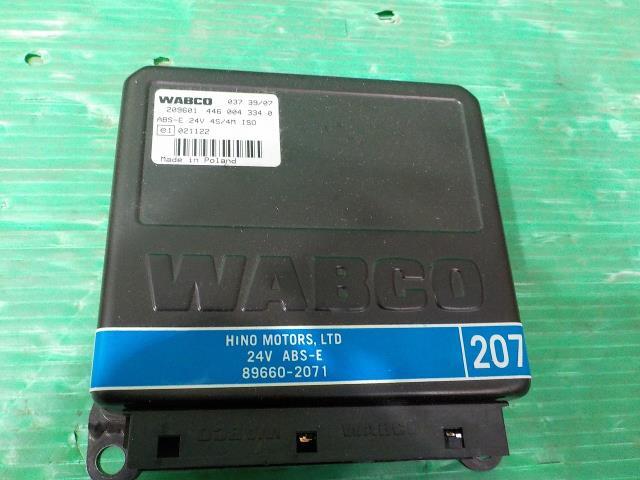 WABCO 037 39/07
209601 446 004 334 0
ABS-E 24V 4S/4M ISO
e1 021122
Made in Poland
WABCO
HINO MOTORS, LTD
24V ABS-E
89660-2071
207
WABCO WABCO